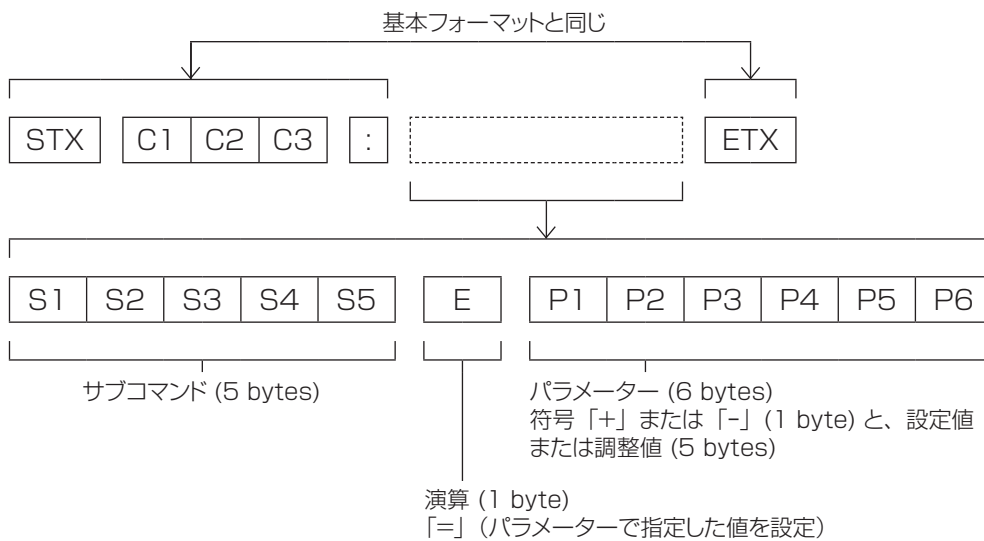 基本フォーマットと同じ
STX C1 C2 C3 : ETX
S1 S2 S3 S4 S5 E P1 P2 P3 P4 P5 P6
サブコマンド (5 bytes)
パラメーター (6 bytes)
符号「+」または「-」(1 byte) と、設定値
または調整値 (5 bytes)
演算 (1 byte)
「=」（パラメーターで指定した値を設定）